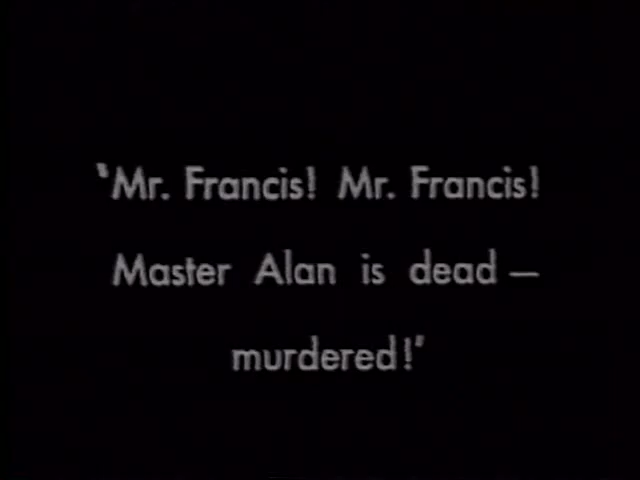 'Mr. Francis! Mr. Francis!
Master Alan is dead —
murdered!'